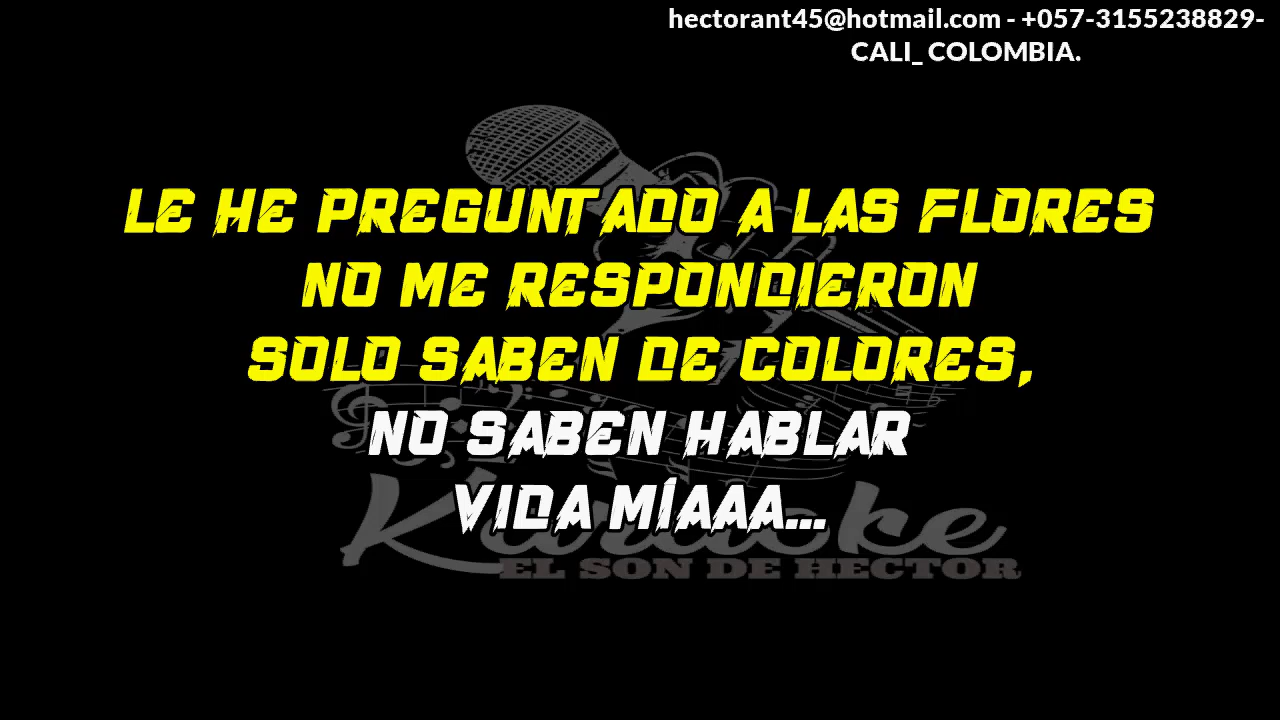 hectorant45@hotmail.com - +057-3155238829-
CALI_ COLOMBIA.
LE HE PREGUNTADO A LAS FLORES
NO ME RESPONDIERON
SOLO SABEN DE COLORES,
NO SABEN HABLAR
VIDA MÍAAA...
Karaoke
EL SON DE HECTOR